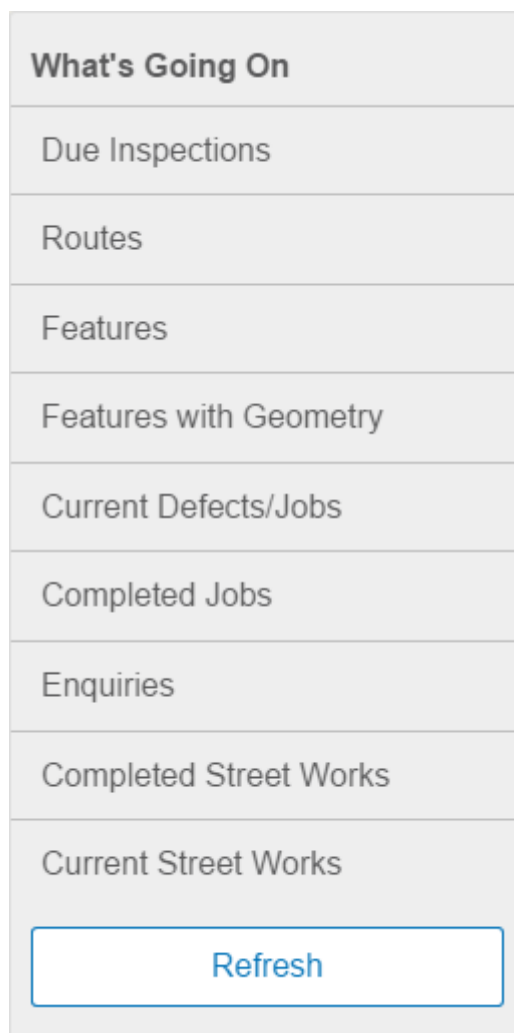 What's Going On
Due Inspections
Routes
Features
Features with Geometry
Current Defects/Jobs
Completed Jobs
Enquiries
Completed Street Works
Current Street Works
Refresh